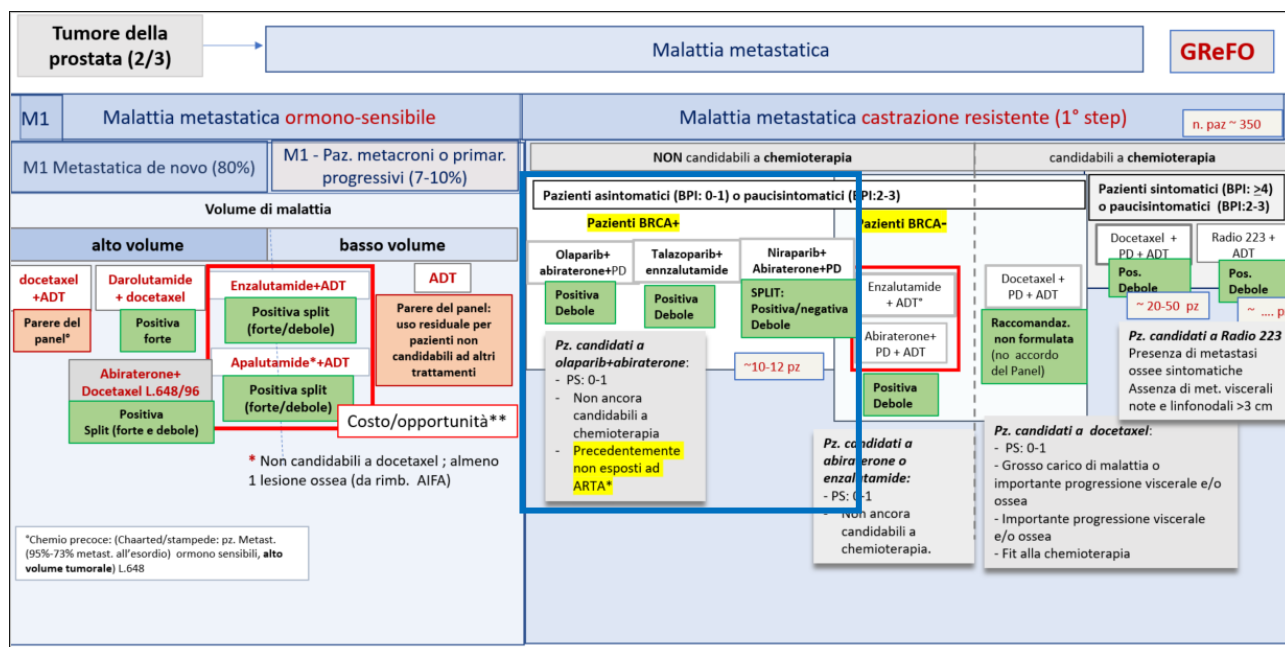 Tumore della
prostata (2/3)
Malattia metastatica
GReFO
M1
Malattia metastatica ormono-sensibile
Malattia metastatica castrazione resistente (1° step)
n. paz ~ 350
M1 Metastatica de novo (80%)
M1 - Paz. metacroni o primar.
progressivi (7-10%)
NON candidabili a chemioterapia
candidabili a chemioterapia
Volume di malattia
alto volume
basso volume
Pazienti asintomatici (BPI: 0-1) o paucisintomatici (BPI:2-3)
Pazienti sintomatici (BPI: ≥4)
o paucisintomatici (BPI:2-3)
Pazienti BRCA+
Pazienti BRCA-
docetaxel
+ADT
Parere del
panel°
Darolutamide
+ docetaxel
Positiva
forte
Abiraterone+
Docetaxel L.648/96
Positiva
Split (forte e debole)
Enzalutamide+ADT
Positiva split
(forte/debole)
Apalutamide*+ADT
Positiva split
(forte/debole)
ADT
Parere del panel:
uso residuale per
pazienti non
candidabili ad altri
trattamenti
Costo/opportunità**
* Non candidabili a docetaxel ; almeno
1 lesione ossea (da rimb. AIFA)
°Chemio precoce: (Chaarted/stampede: pz. Metast.
(95%-73% metast. all'esordio) ormono sensibili, alto
volume tumorale) L.648
Olaparib+
abiraterone+PD
Positiva
Debole
Talazoparib+
ennzalutamide
Positiva
Debole
Niraparib+
Abiraterone+PD
SPLIT:
Positiva/negativa
Debole
~10-12 pz
Pz. candidati a
olaparib+abiraterone:
- PS: 0-1
- Non ancora
candidabili a
chemioterapia
- Precedentemente
non esposti ad
ARTA*
Enzalutamide
+ ADT*
Abiraterone+
PD + ADT
Positiva
Debole
Pz. candidati a
abiraterone o
enzalutamide:
- PS: 0-1
- Non ancora
candidabili a
chemioterapia.
Docetaxel +
PD + ADT
Raccomandaz.
non formulata
(no accordo
del Panel)
Pz. candidati a docetaxel:
- PS: 0-1
- Grosso carico di malattia o
importante progressione viscerale e/o
ossea
- Importante progressione viscerale
e/o ossea
- Fit alla chemioterapia
Docetaxel +
PD + ADT
Pos.
Debole
~ 20-50 pz
Radio 223 +
ADT
Pos.
Debole
~ .... p
Pz. candidati a Radio 223
Presenza di metastasi
ossee sintomatiche
Assenza di met. viscerali
note e linfonodali >3 cm